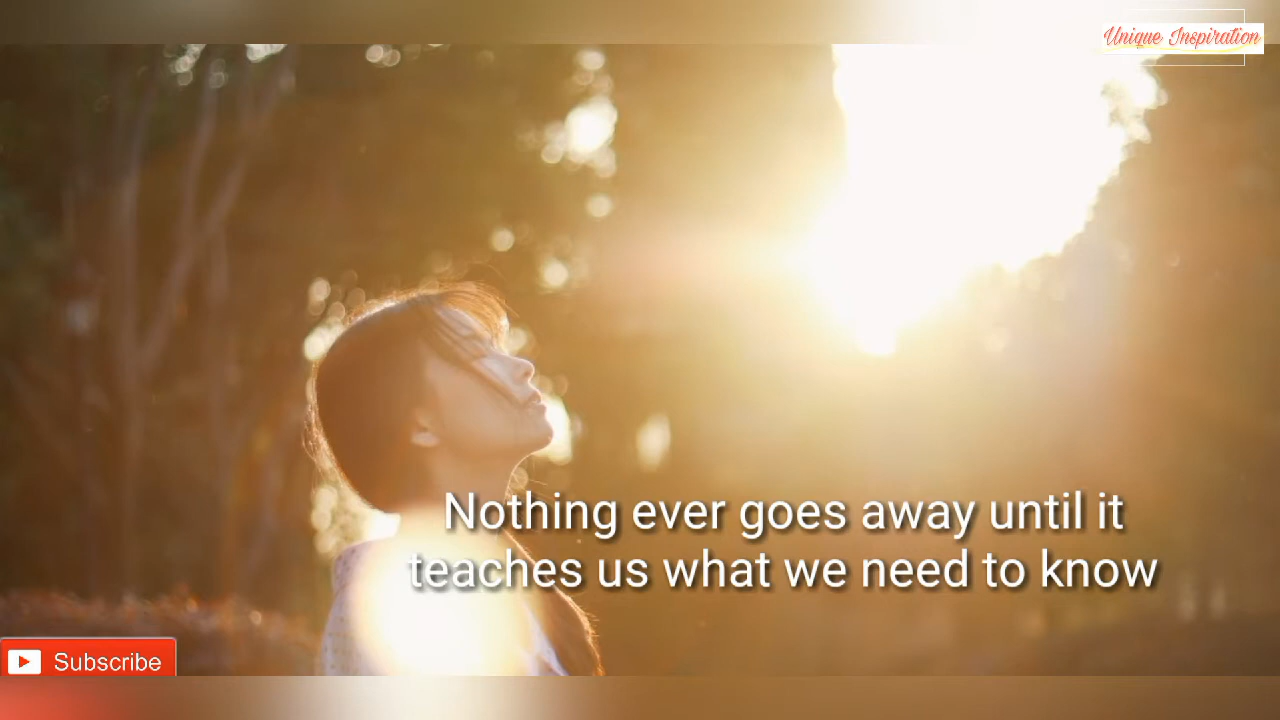 Unique Inspiration
Nothing ever goes away until it
teaches us what we need to know
Subscribe